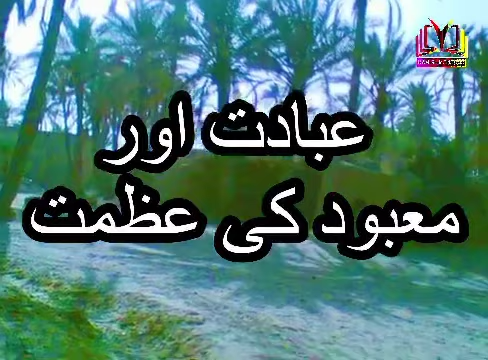 عبادت اور
معبود کی عظمت